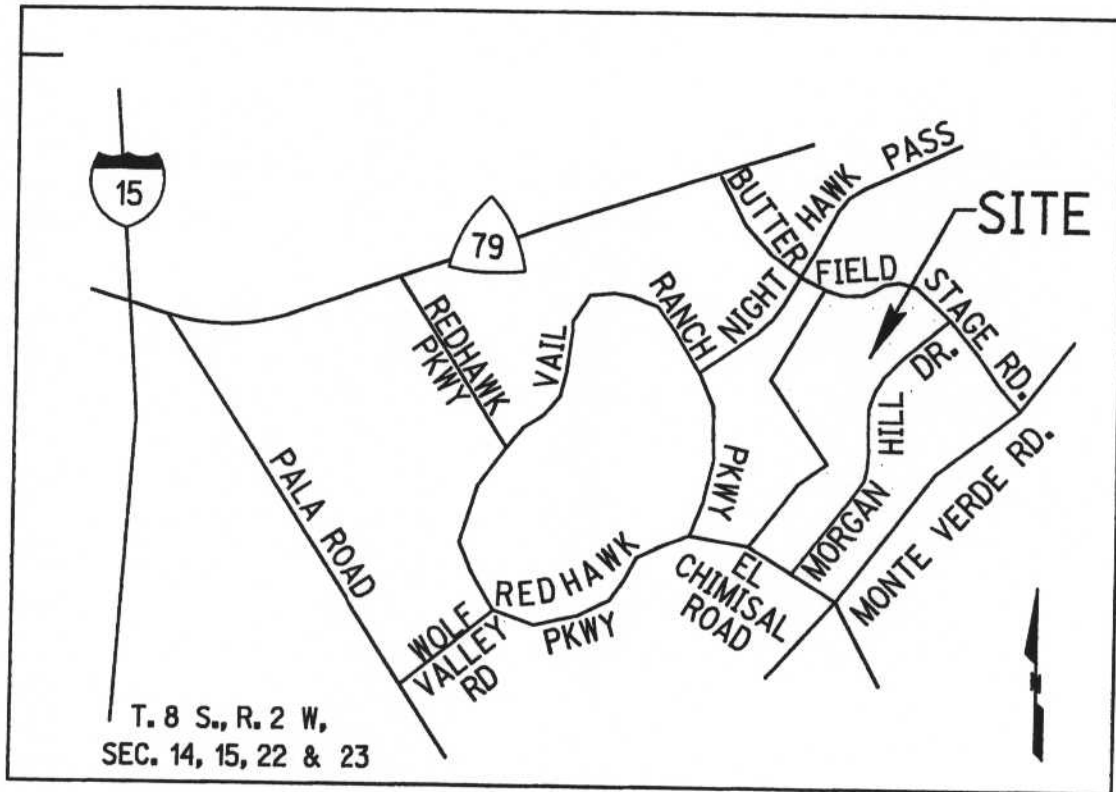 15
79
BUTTER
FIELD
STAGE RD.
NIGHT HAWK PASS
SITE
REDHAWK
PKWY
VAIL
RANCH
PKWY
MORGAN HILL DR.
MONTE VERDE RD.
PALA ROAD
WOLF
VALLEY
RD
REDHAWK
PKWY
EL
CHIMISAL
ROAD
T. 8 S., R. 2 W,
SEC. 14, 15, 22 & 23
N